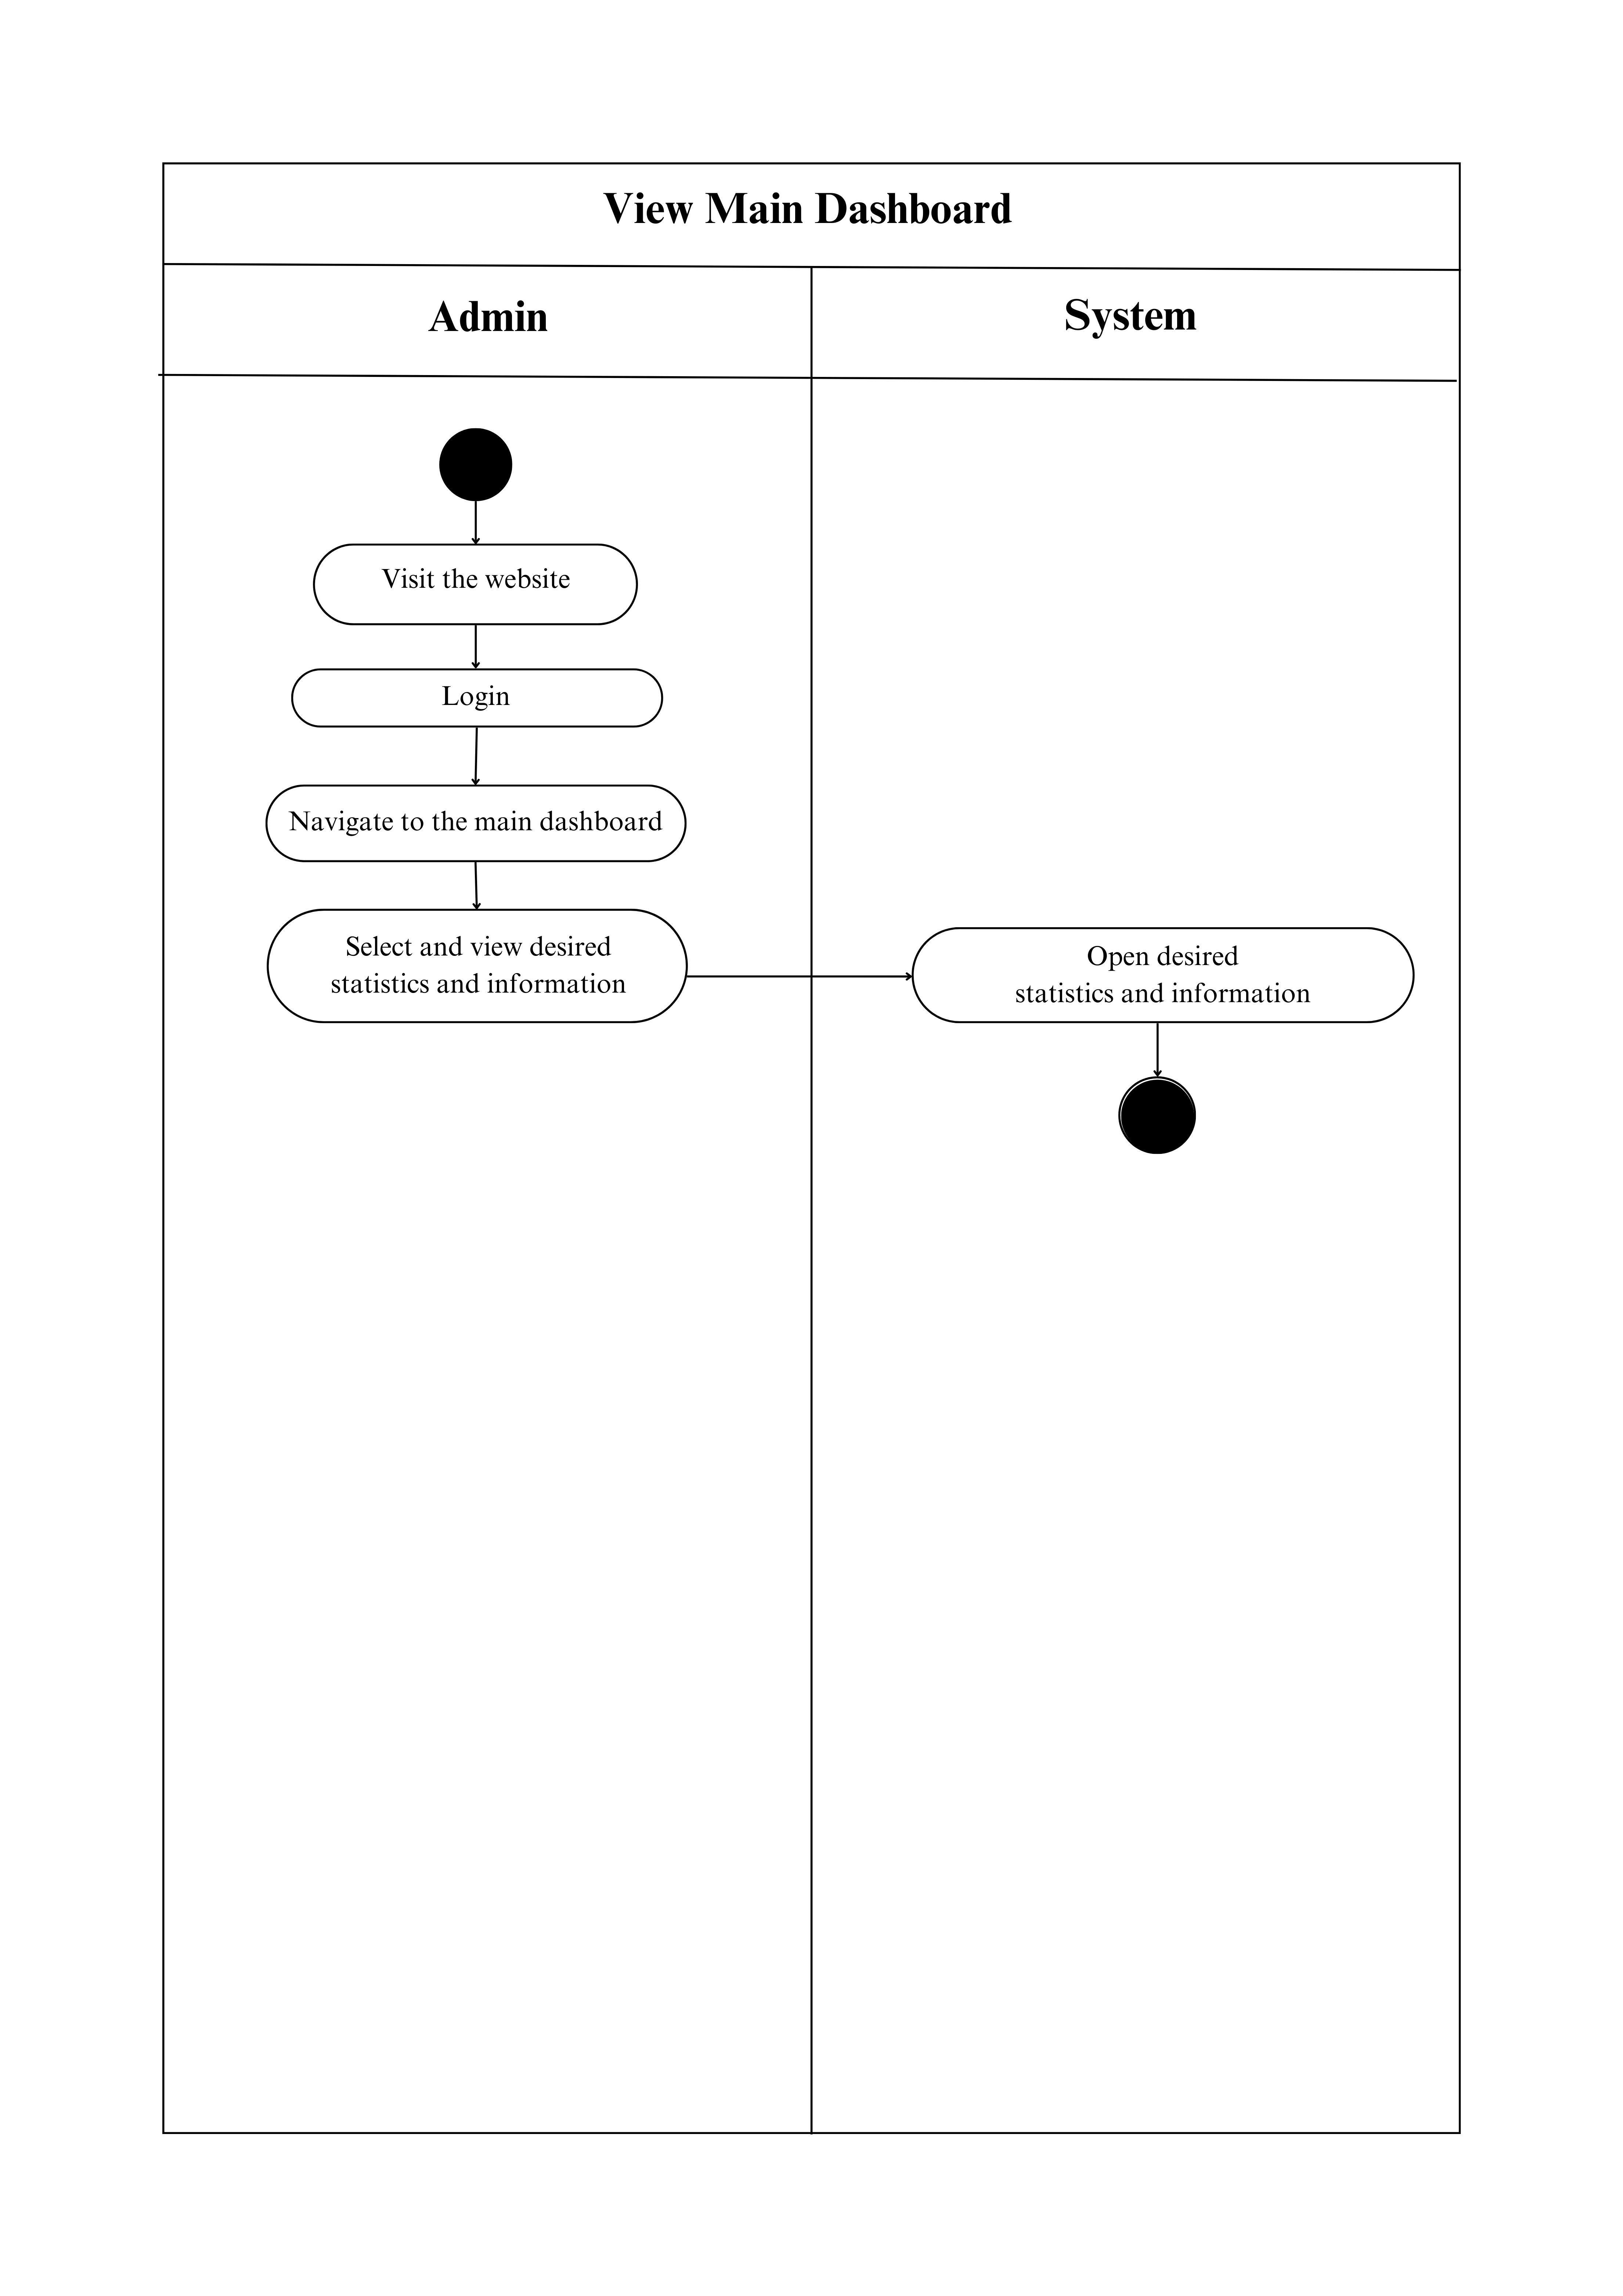 View Main Dashboard
Admin
System
Visit the website
Login
Navigate to the main dashboard
Select and view desired
statistics and information
Open desired
statistics and information